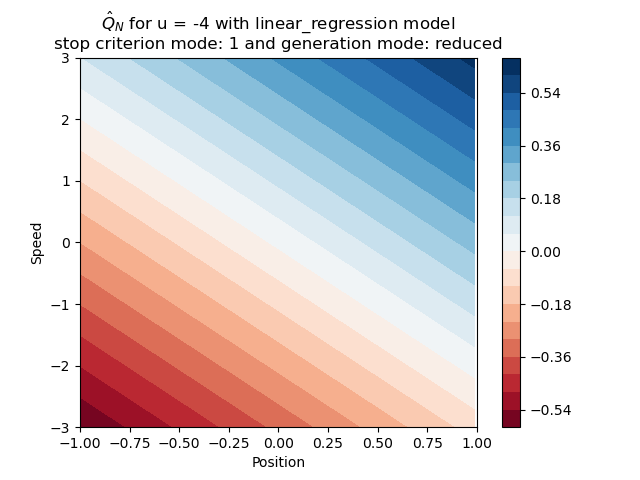 Q̂_N for u = -4 with linear_regression model
stop criterion mode: 1 and generation mode: reduced
3
2
1
0
−1
−2
−3
Speed
−1.00 −0.75 −0.50 −0.25 0.00 0.25 0.50 0.75 1.00
Position
0.54
0.36
0.18
0.00
−0.18
−0.36
−0.54